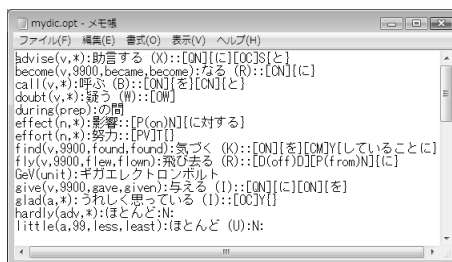 mydic.opt - メモ帳
ファイル(F) 編集(E) 書式(O) 表示(V) ヘルプ(H)
advise(v,*):助言する (X)::[QN][に][OC]S{と}
become(v,9900,became,become):なる (R)::[CN]{に}
call(v,*):呼ぶ (B)::[ON]{を}[CN]{と}
doubt(v,*):疑う (W)::[OW]
during(prep):の間
effect(n,*):影響::[P(on)N]{に対する}
effort(n,*):努力::[PV]T{}
find(v,9900,found,found):気づく (K)::[ON]{を}[CM]Y{していることに}
fly(v,9900,flew,flown):飛び去る (R)::[D(off)D][P(from)N]{に}
GeV(unit):ギガエレクトロンボルト
give(v,9900,gave,given):与える (I)::[QN]{に}[ON]{を}
glad(a,*):うれしく思っている (I)::[OC]Y{}
hardly(adv,*):ほとんど:N:
little(a,99,less,least):ほとんど (U):N: